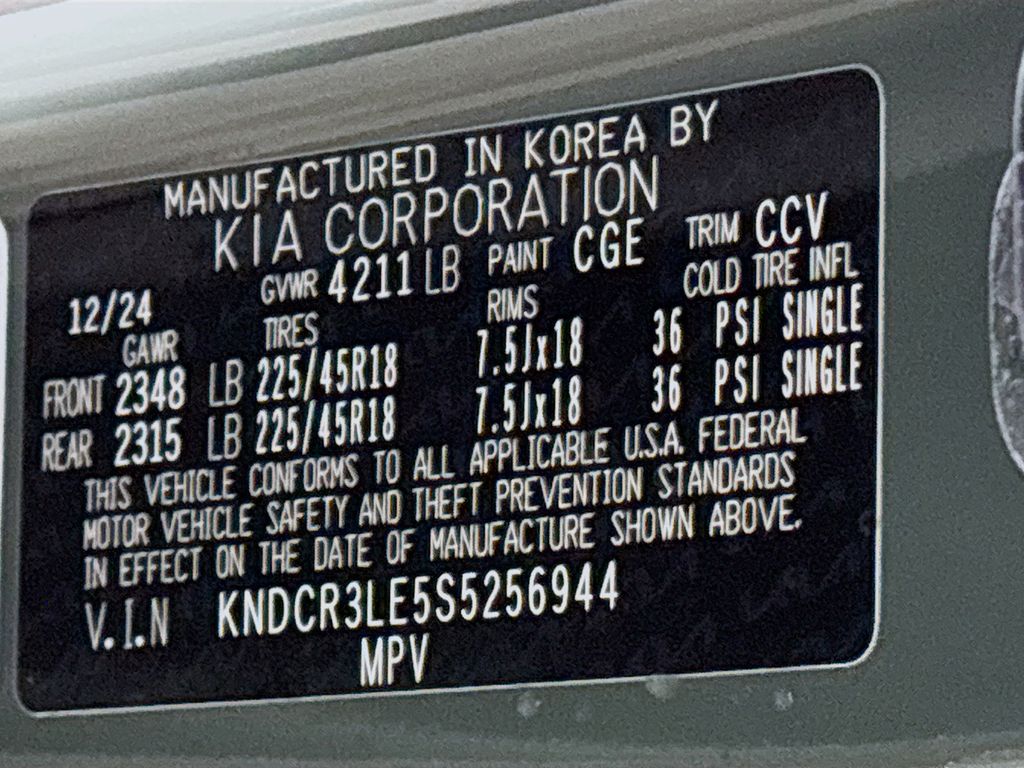 MANUFACTURED IN KOREA BY
KIA CORPORATION
12/24 GVWR 4211 LB PAINT CGE TRIM CCV
GAWR TIRES RIMS COLD TIRE INFL
FRONT 2348 LB 225/45R18 7.5Jx18 36 PSI SINGLE
REAR 2315 LB 225/45R18 7.5Jx18 36 PSI SINGLE
THIS VEHICLE CONFORMS TO ALL APPLICABLE U.S.A. FEDERAL
MOTOR VEHICLE SAFETY AND THEFT PREVENTION STANDARDS
IN EFFECT ON THE DATE OF MANUFACTURE SHOWN ABOVE.
V.I.N KNDCR3LE5S5256944
MPV